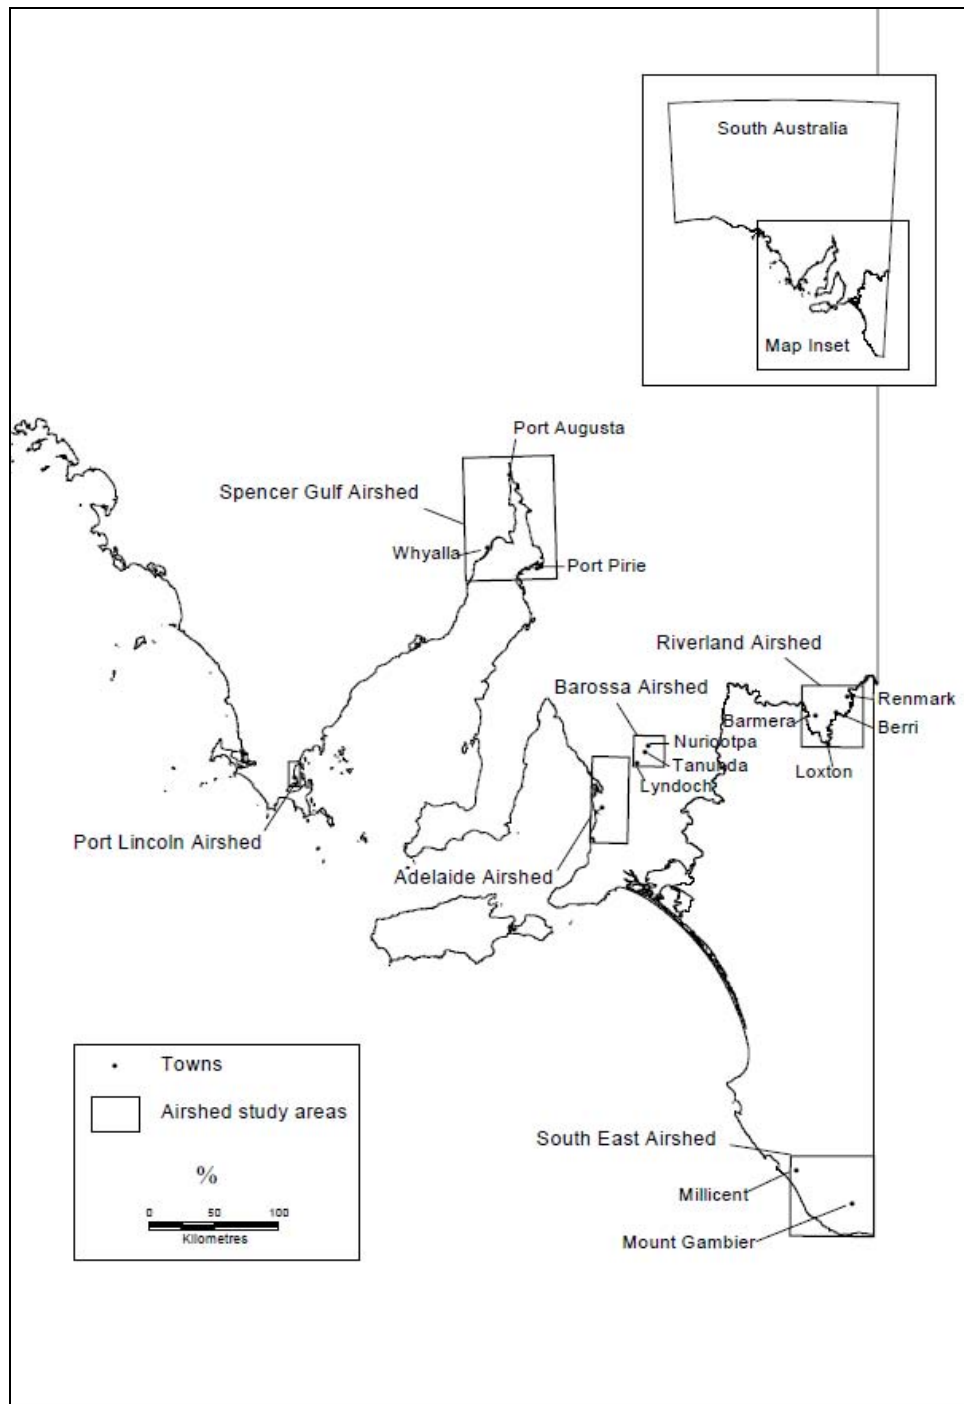 South Australia
Map Inset
Port Augusta
Spencer Gulf Airshed
Whyalla
Port Pirie
Riverland Airshed
Barossa Airshed
Renmark
Barmera
Berri
Nuriootpa
Tanunda
Loxton
Lyndoch
Port Lincoln Airshed
Adelaide Airshed
Towns
Airshed study areas
%
0 50 100
Kilometres
South East Airshed
Millicent
Mount Gambier